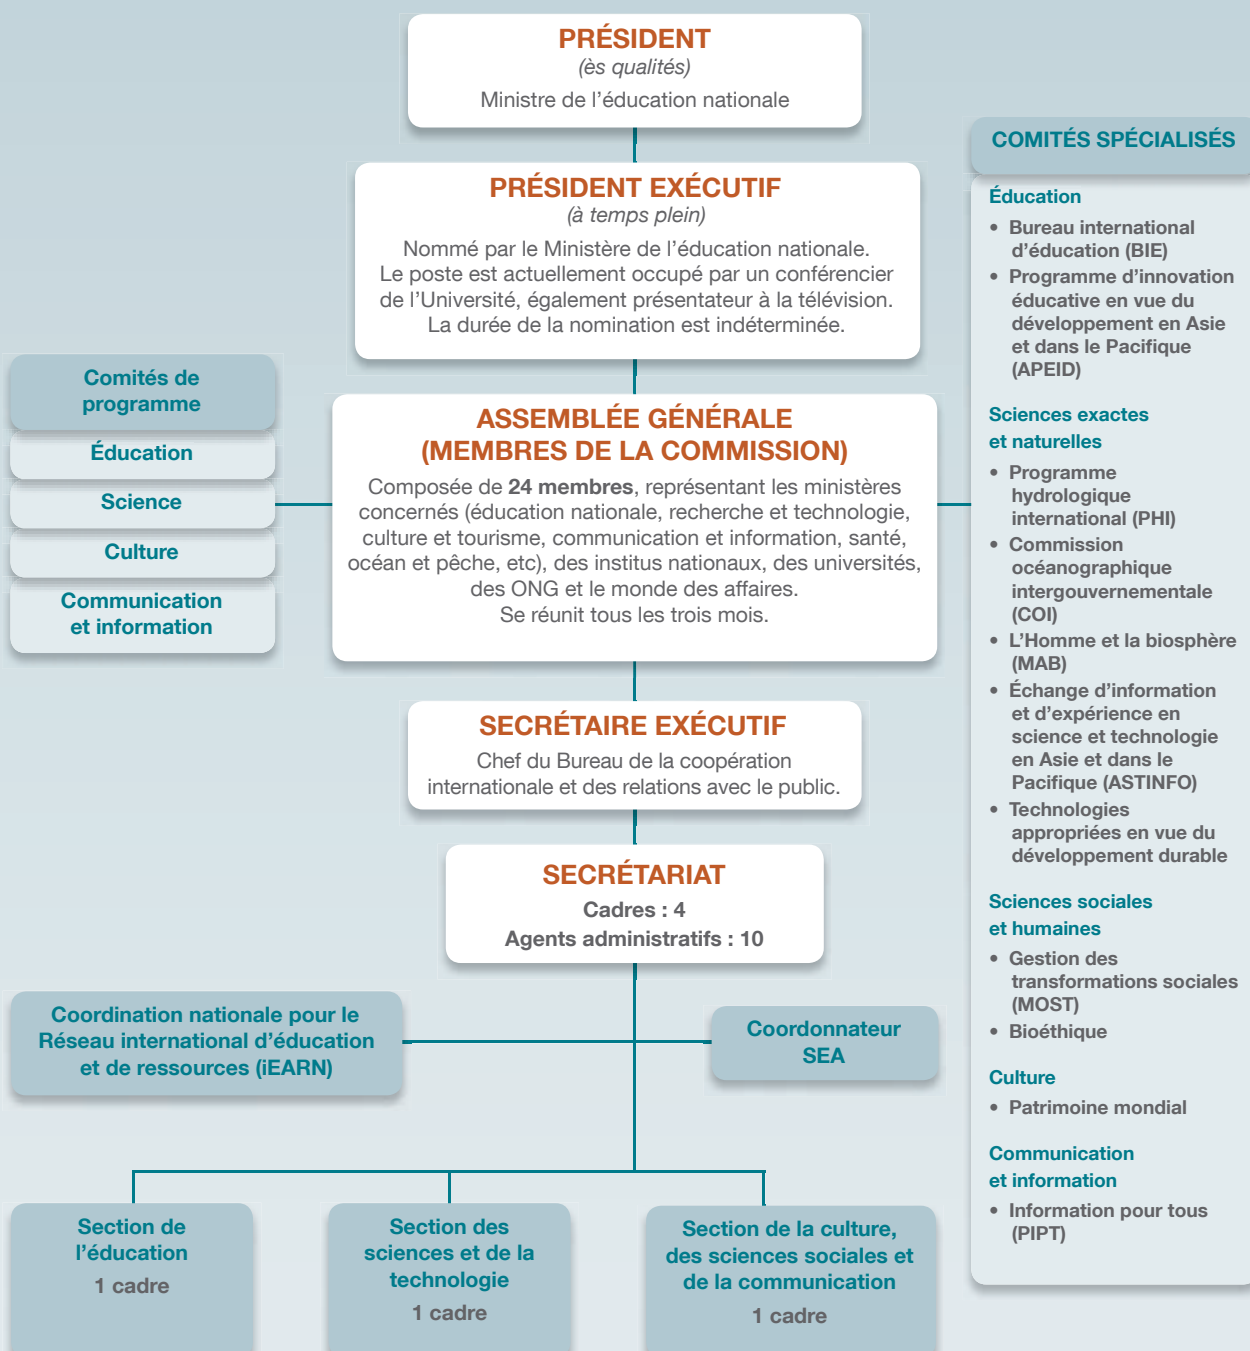 PRÉSIDENT
(ès qualités)
Ministre de l’éducation nationale
PRÉSIDENT EXÉCUTIF
(à temps plein)
Nommé par le Ministère de l’éducation nationale.
Le poste est actuellement occupé par un conférencier
de l’Université, également présentateur à la télévision.
La durée de la nomination est indéterminée.
Comités de
programme
Éducation
Science
Culture
Communication
et information
ASSEMBLÉE GÉNÉRALE
(MEMBRES DE LA COMMISSION)
Composée de 24 membres, représentant les ministères
concernés (éducation nationale, recherche et technologie,
culture et tourisme, communication et information, santé,
océan et pêche, etc), des institus nationaux, des universités,
des ONG et le monde des affaires.
Se réunit tous les trois mois.
SECRÉTAIRE EXÉCUTIF
Chef du Bureau de la coopération
internationale et des relations avec le public.
SECRÉTARIAT
Cadres : 4
Agents administratifs : 10
Coordination nationale pour le
Réseau international d’éducation
et de ressources (iEARN)
Coordonnateur
SEA
Section de
l’éducation
1 cadre
Section des
sciences et de la
technologie
1 cadre
Section de la culture,
des sciences sociales et
de la communication
1 cadre
COMITÉS SPÉCIALISÉS
Éducation
• Bureau international
d’éducation (BIE)
• Programme d’innovation
éducative en vue du
développement en Asie
et dans le Pacifique
(APEID)
Sciences exactes
et naturelles
• Programme
hydrologique
international (PHI)
• Commission
océanographique
intergouvernementale
(COI)
• L’Homme et la biosphère
(MAB)
• Échange d’information
et d’expérience en
science et technologie
en Asie et dans le
Pacifique (ASTINFO)
• Technologies
appropriées en vue du
développement durable
Sciences sociales
et humaines
• Gestion des
transformations sociales
(MOST)
• Bioéthique
Culture
• Patrimoine mondial
Communication
et information
• Information pour tous
(PIPT)